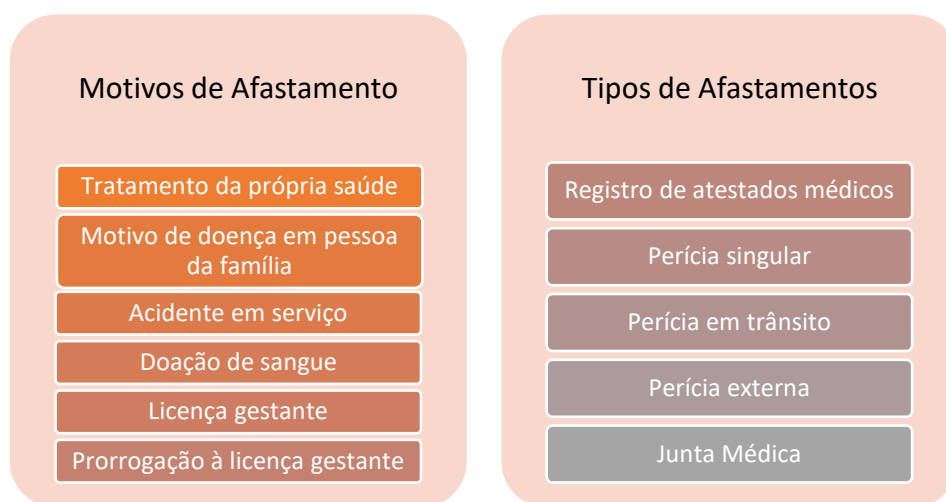 Motivos de Afastamento
Tratamento da própria saúde
Motivo de doença em pessoa
da família
Acidente em serviço
Doação de sangue
Licença gestante
Prorrogação à licença gestante
Tipos de Afastamentos
Registro de atestados médicos
Perícia singular
Perícia em trânsito
Perícia externa
Junta Médica